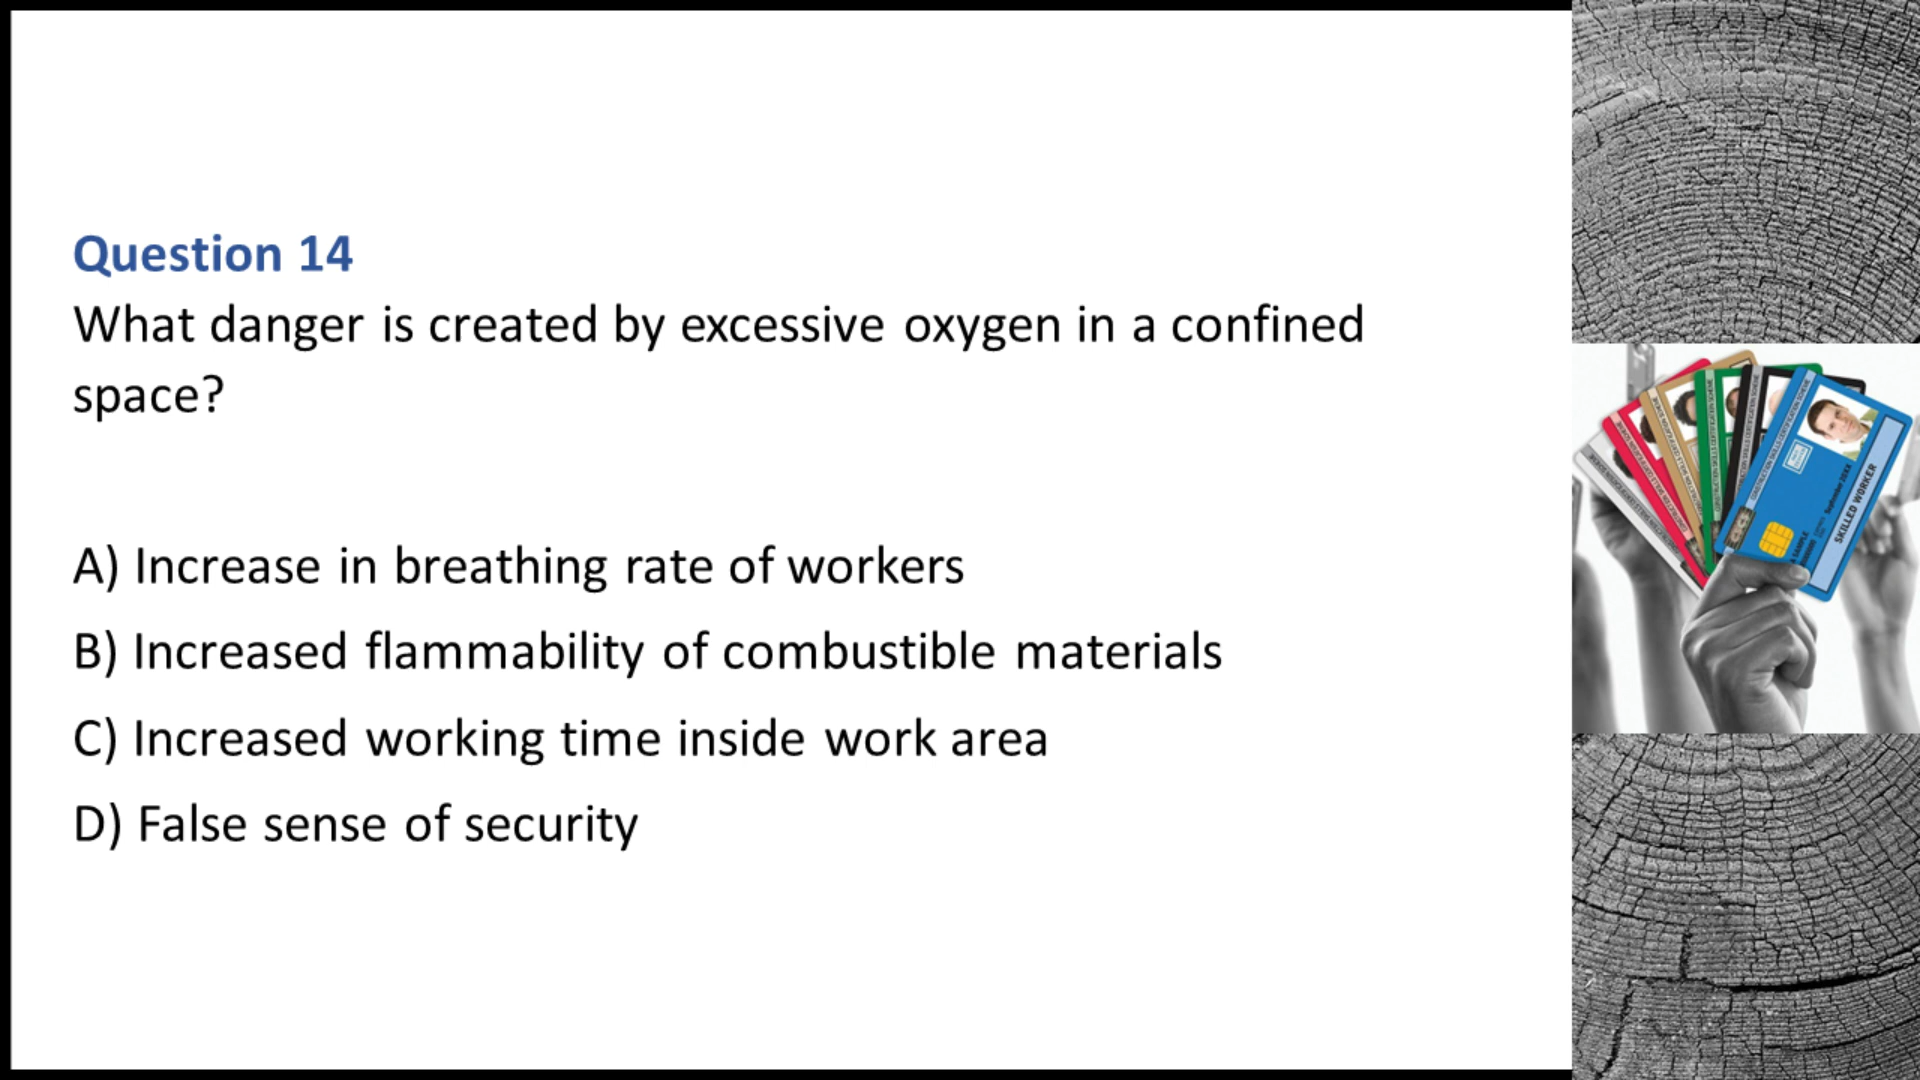 Question 14
What danger is created by excessive oxygen in a confined
space?
A) Increase in breathing rate of workers
B) Increased flammability of combustible materials
C) Increased working time inside work area
D) False sense of security
SKILLED WORKER